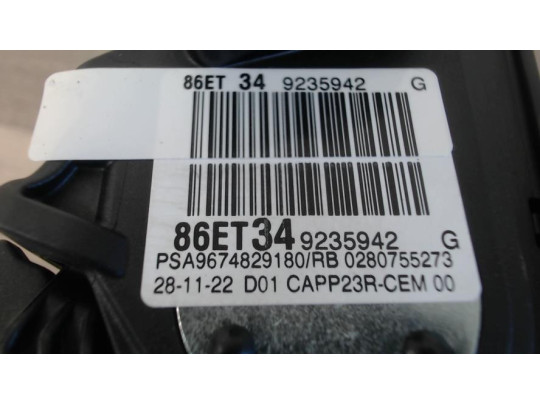 86ET 34 9235942 G
86ET34 9235942 G
PSA9674829180/RB 0280755273
28-11-22 D01 CAPP23R-CEM 00